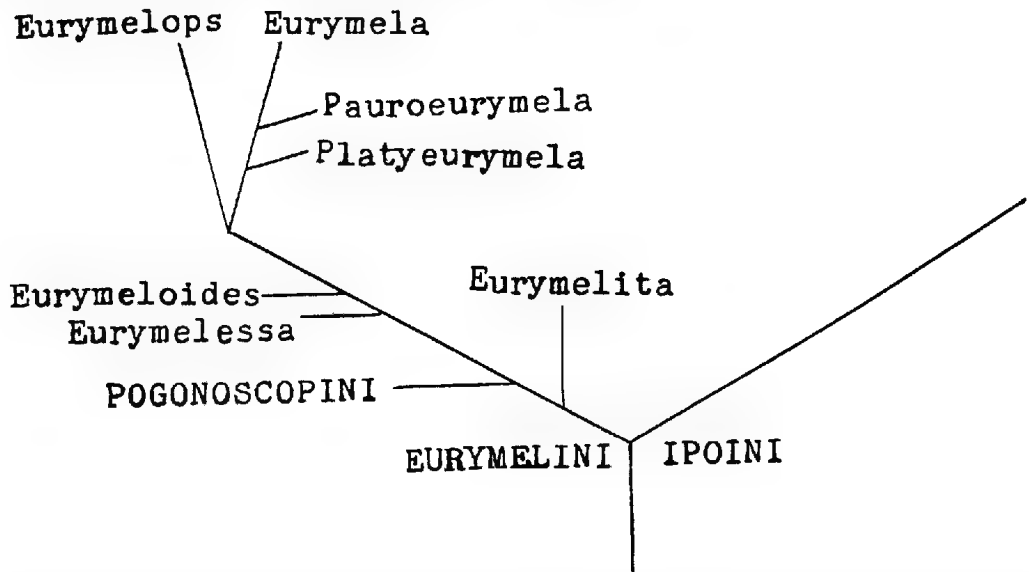 Eurymelops Eurymela
Pauroeurymela
Platyeurymela
Eurymeloides
Eurymelita
Eurymelessa
POGONOSCOPINI
EURYMELINI IPOINI